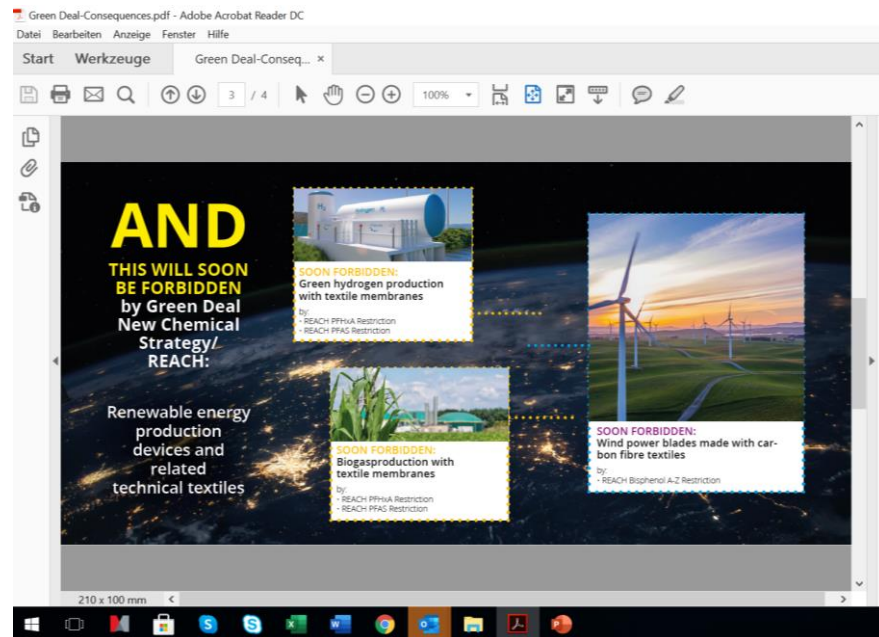 Green Deal-Consequences.pdf - Adobe Acrobat Reader DC
Datei Bearbeiten Anzeige Fenster Hilfe
Start Werkzeuge Green Deal-Conseq... ×
3 / 4 100%
AND
THIS WILL SOON
BE FORBIDDEN
by Green Deal
New Chemical
Strategy/
REACH:
Renewable energy
production
devices and
related
technical textiles
H2
SOON FORBIDDEN:
Green hydrogen production
with textile membranes
by:
- REACH PFHxA Restriction
- REACH PFAS Restriction
SOON FORBIDDEN:
Biogasproduction with
textile membranes
by:
- REACH PFHxA Restriction
- REACH PFAS Restriction
SOON FORBIDDEN:
Wind power blades made with car-
bon fibre textiles
by:
- REACH Bisphenol A-Z Restriction
210 x 100 mm